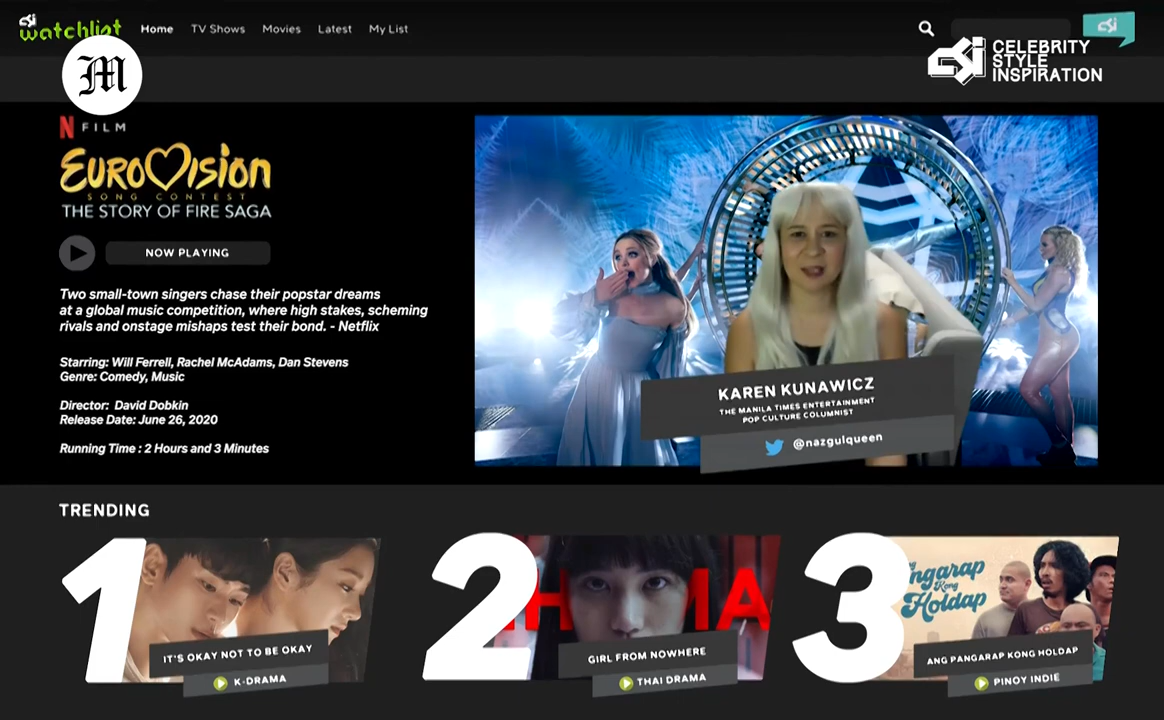 CSI
watchlist
Home
TV Shows
Movies
Latest
My List
CSI
M
CSI
CELEBRITY
STYLE
INSPIRATION
N FILM
EUROVISION
SONG CONTEST
THE STORY OF FIRE SAGA
NOW PLAYING
Two small-town singers chase their popstar dreams
at a global music competition, where high stakes, scheming
rivals and onstage mishaps test their bond. - Netflix
Starring: Will Ferrell, Rachel McAdams, Dan Stevens
Genre: Comedy, Music
Director: David Dobkin
Release Date: June 26, 2020
Running Time : 2 Hours and 3 Minutes
KAREN KUNAWICZ
THE MANILA TIMES ENTERTAINMENT
POP CULTURE COLUMNIST
@nazgulqueen
TRENDING
1
IT'S OKAY NOT TO BE OKAY
K-DRAMA
2
GIRL FROM NOWHERE
THAI DRAMA
3
Kong
Holdap
ANG PANGARAP KONG HOLDAP
PINOY INDIE